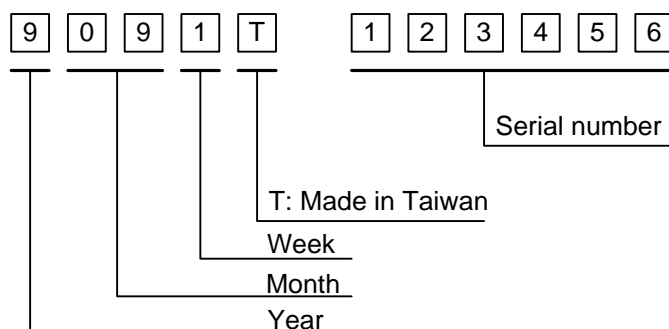 9 0 9 1 T 1 2 3 4 5 6
Serial number
T: Made in Taiwan
Week
Month
Year